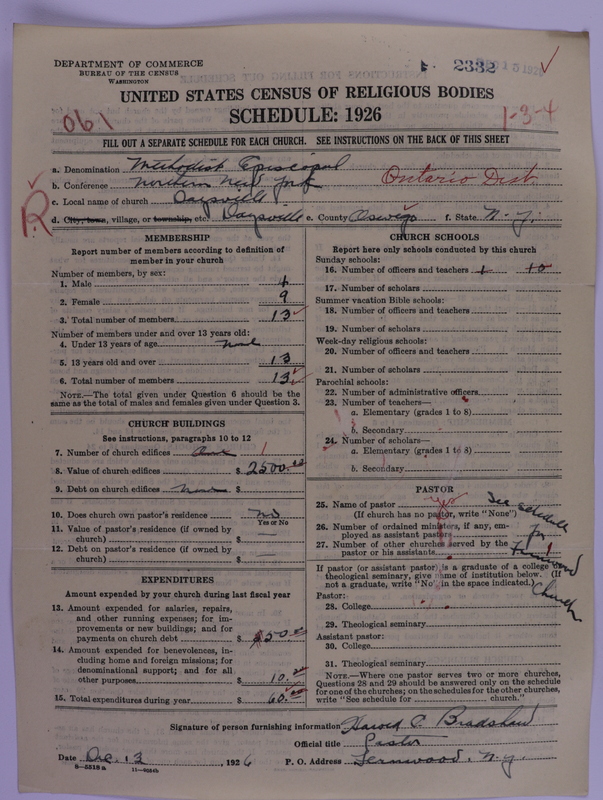 DEPARTMENT OF COMMERCE
BUREAU OF THE CENSUS
WASHINGTON
2332
UNITED STATES CENSUS OF RELIGIOUS BODIES
SCHEDULE: 1926
061
1-3-4
FILL OUT A SEPARATE SCHEDULE FOR EACH CHURCH. SEE INSTRUCTIONS ON THE BACK OF THIS SHEET
a. Denomination Methodist Episcopal
b. Conference Northern New York Ontario Dist.
c. Local name of church Daysville
R
d. City, town, village, or township, etc. Daysville e. County Oswego f. State N.Y.
MEMBERSHIP
Report number of members according to definition of member in your church
Number of members, by sex:
1. Male 4
2. Female 9
3. Total number of members 13
Number of members under and over 13 years old:
4. Under 13 years of age none
5. 13 years old and over 13
6. Total number of members 13
NOTE.—The total given under Question 6 should be same as the total of males and females given under Question 3.
CHURCH BUILDINGS
See instructions, paragraphs 10 to 12
7. Number of church edifices One 1
8. Value of church edifices $ 2500.00
9. Debt on church edifices None $
10. Does church own pastor's residence No
Yes or No
11. Value of pastor's residence (if owned by church) $ —
12. Debt on pastor's residence (if owned by church) $ —
EXPENDITURES
Amount expended by your church during last fiscal year
13. Amount expended for salaries, repairs, and other running expenses; for improvements or new buildings; and for payments on church debt $ 50.00
14. Amount expended for benevolences, including home and foreign missions; for denominational support; and for all other purposes $ 10.00
15. Total expenditures during year $ 60.00
CHURCH SCHOOLS
Report here only schools conducted by this church
Sunday schools:
16. Number of officers and teachers 1 10
17. Number of scholars
Summer vacation Bible schools:
18. Number of officers and teachers
19. Number of scholars
Week-day religious schools:
20. Number of officers and teachers
21. Number of scholars
Parochial schools:
22. Number of administrative officers
23. Number of teachers—
a. Elementary (grades 1 to 8)
b. Secondary
24. Number of scholars—
a. Elementary (grades 1 to 8)
b. Secondary
PASTOR
25. Name of pastor yes See schedule
(If church has no pastor, write "None")
26. Number of ordained ministers, if any, employed as assistant pastors for
27. Number of other churches served by the pastor or his assistants 1 Fernwood
If pastor (or assistant pastor) is a graduate of a college or theological seminary, give name of institution below. (If not a graduate, write "No" in the space indicated.) Church
Pastor:
28. College
29. Theological seminary
Assistant pastor:
30. College
31. Theological seminary
NOTE.—Where one pastor serves two or more churches, Questions 28 and 29 should be answered only on the schedule for one of the churches; on the schedules for the other churches, write "See schedule for church."
Signature of person furnishing information Harold C. Bradshaw
Official title Pastor
Date Dec. 13, 1926 P. O. Address Fernwood, N.Y.
8—5518a 11—9024b